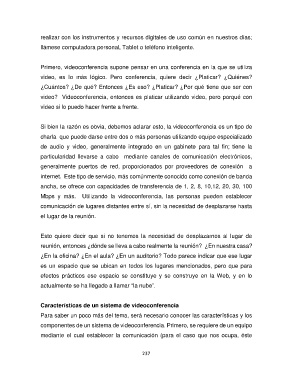 realizar con los instrumentos y recursos digitales de uso común en nuestros días;
llámese computadora personal, Tablet o teléfono inteligente.
Primero, videoconferencia supone pensar en una conferencia en la que se utiliza
video, es lo más lógico. Pero conferencia, quiere decir ¿Platicar? ¿Quiénes?
¿Cuántos? ¿De qué? Entonces ¿Es eso? ¿Platicar? ¿Por qué tiene que ser con
video? Videoconferencia, entonces es platicar utilizando video, pero porqué con
video si lo puedo hacer frente a frente.
Si bien la razón es obvia, debemos aclarar esto, la videoconferencia es un tipo de
charla, que puede darse entre dos o más personas utilizando equipo especializado
de audio y video, generalmente integrado en un gabinete para tal fin; tiene la
particularidad llevarse a cabo mediante canales de comunicación electrónicos,
generalmente puertos de red, proporcionados por proveedores de conexión a
internet. Este tipo de servicio, más comúnmente conocido como conexión de banda
ancha, se ofrece con capacidades de transferencia de 1, 2, 8, 10,12, 20, 30, 100
Mbps y más. Utilizando la videoconferencia, las personas pueden establecer
comunicación de lugares distantes entre sí, sin la necesidad de desplazarse hasta
el lugar de la reunión.
Esto quiere decir que si no tenemos la necesidad de desplazarnos al lugar de
reunión, entonces ¿dónde se lleva a cabo realmente la reunión? ¿En nuestra casa?
¿En la oficina? ¿En el aula? ¿En un auditorio? Todo parece indicar que ese lugar
es un espacio que se ubican en todos los lugares mencionados, pero que para
efectos prácticos ese espacio se constituye y se construye en la Web, y en lo
actualmente se ha llegado a llamar “la nube”.
Características de un sistema de videoconferencia
Para saber un poco más del tema, será necesario conocer las características y los
componentes de un sistema de videoconferencia. Primero, se requiere de un equipo
mediante el cual establecer la comunicación (para el caso que nos ocupa, éste
237